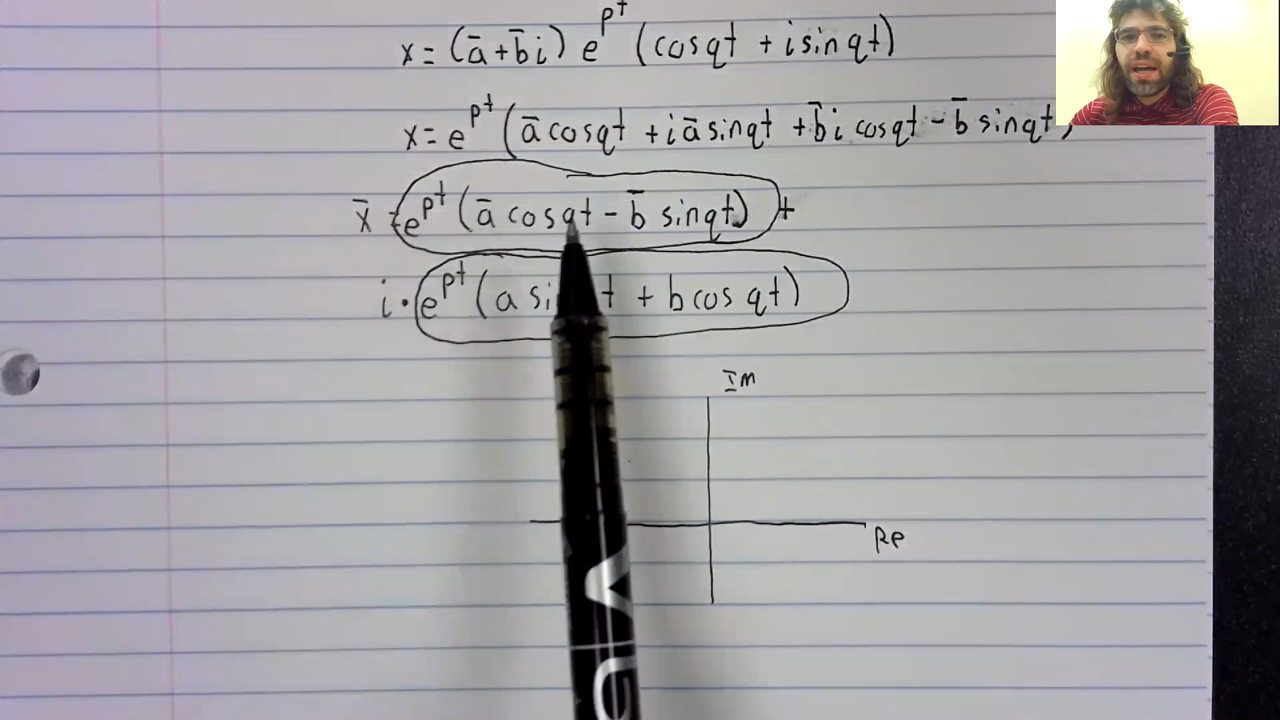 x = (ā + b̄ i) e^{pt} (cos qt + i sin qt)
x = e^{pt} (ā cos qt + i ā sin qt + b̄ i cos qt - b̄ sin qt)
x̄ = e^{pt} (ā cos qt - b̄ sin qt) +
i · e^{pt} (a si t + b cos qt)
Im
Re